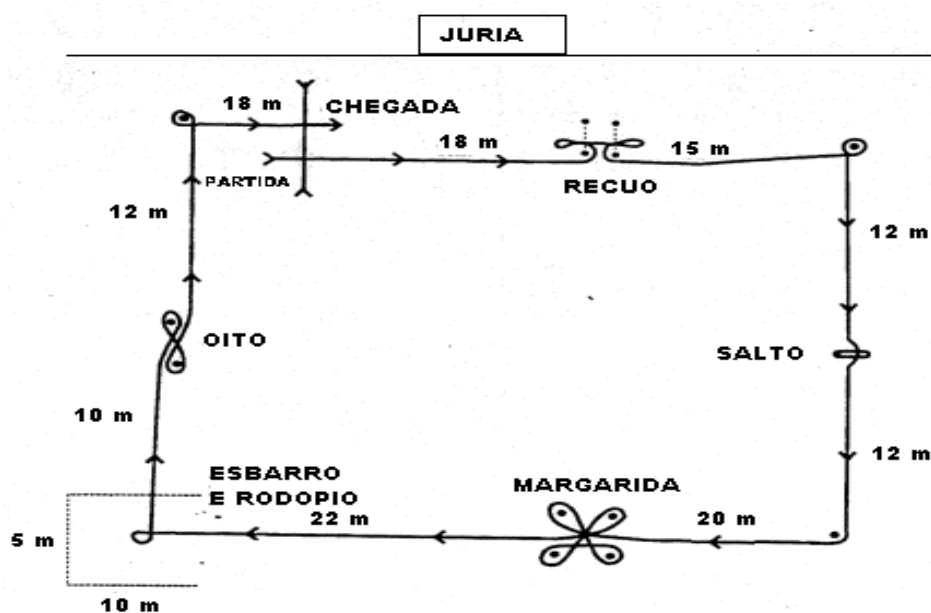 JURIA
18 m
CHEGADA
PARTIDA
18 m
RECUO
15 m
12 m
12 m
OITO
SALTO
10 m
12 m
ESBARRO
E RODOPIO
MARGARIDA
22 m
20 m
5 m
10 m